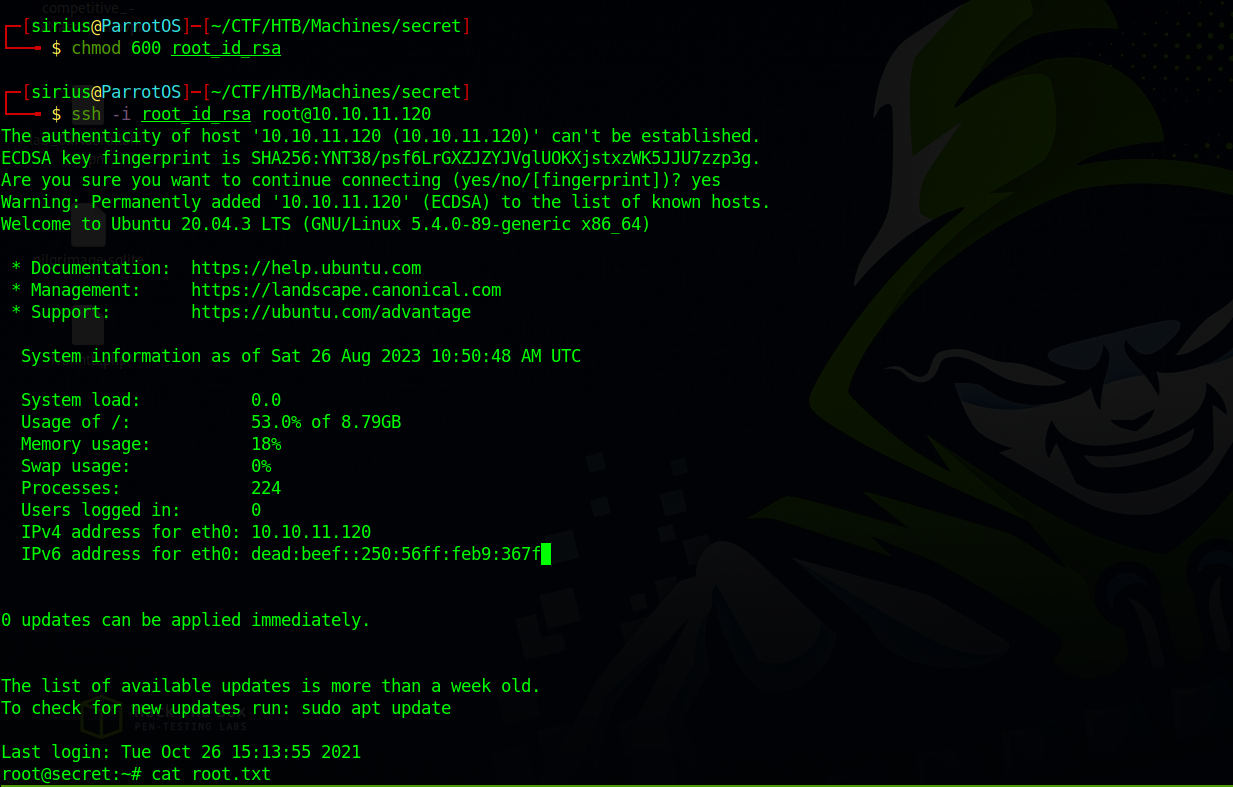 competitive_-
┌─[sirius@ParrotOS]─[~/CTF/HTB/Machines/secret]
└──╼ $ chmod 600 root_id_rsa
┌─[sirius@ParrotOS]─[~/CTF/HTB/Machines/secret]
└──╼ $ ssh -i root_id_rsa root@10.10.11.120
The authenticity of host '10.10.11.120 (10.10.11.120)' can't be established.
ECDSA key fingerprint is SHA256:YNT38/psf6LrGXZJZYJVglUOKXjstxzWK5JJU7zzp3g.
Are you sure you want to continue connecting (yes/no/[fingerprint])? yes
Warning: Permanently added '10.10.11.120' (ECDSA) to the list of known hosts.
Welcome to Ubuntu 20.04.3 LTS (GNU/Linux 5.4.0-89-generic x86_64)
* Documentation:  https://help.ubuntu.com
* Management:     https://landscape.canonical.com
* Support:        https://ubuntu.com/advantage
System information as of Sat 26 Aug 2023 10:50:48 AM UTC
System load:           0.0
Usage of /:            53.0% of 8.79GB
Memory usage:          18%
Swap usage:            0%
Processes:             224
Users logged in:       0
IPv4 address for eth0: 10.10.11.120
IPv6 address for eth0: dead:beef::250:56ff:feb9:367f
0 updates can be applied immediately.
The list of available updates is more than a week old.
To check for new updates run: sudo apt update
PEN-TESTING LABS
Last login: Tue Oct 26 15:13:55 2021
root@secret:~# cat root.txt